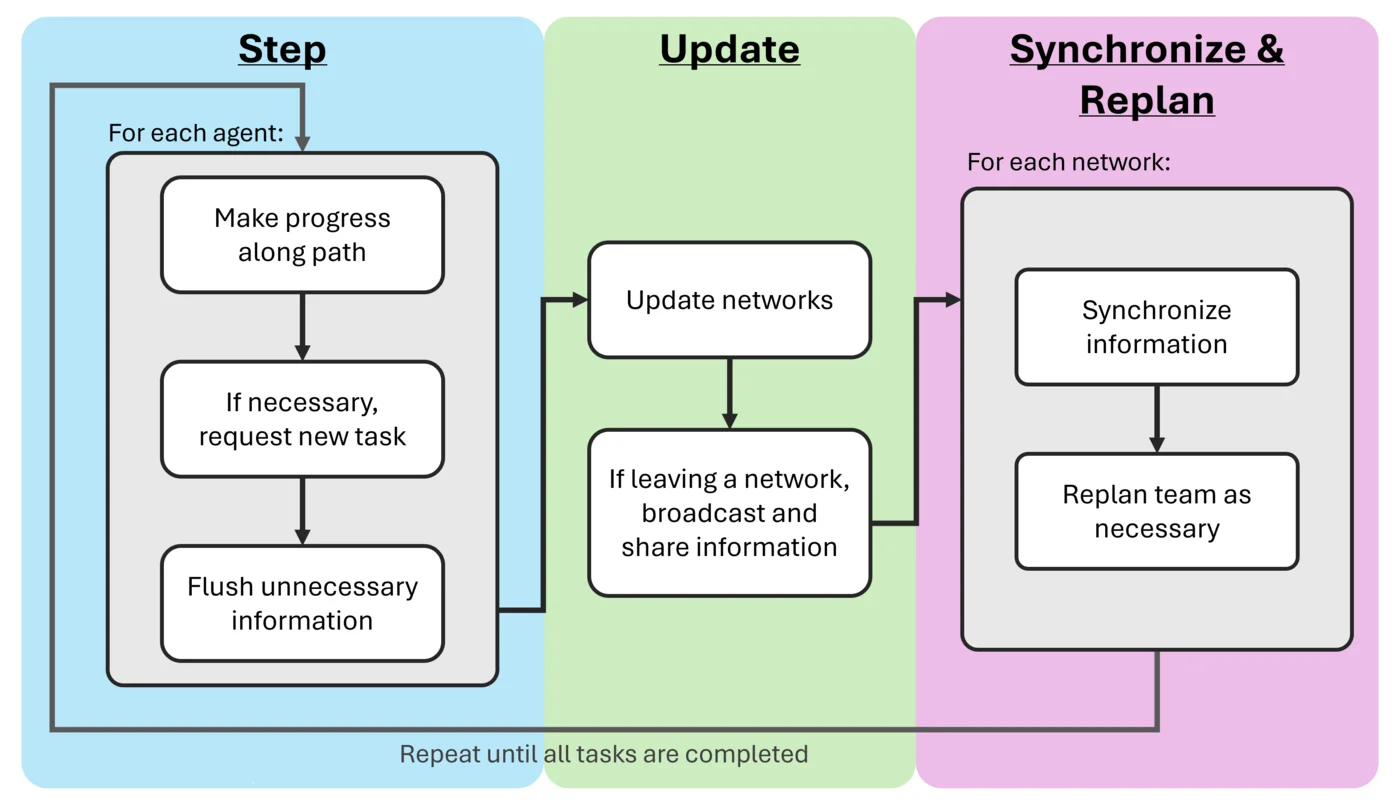 Step
For each agent:
Make progress
along path
If necessary,
request new task
Flush unnecessary
information
Update
Update networks
If leaving a network,
broadcast and
share information
Synchronize &
Replan
For each network:
Synchronize
information
Replan team as
necessary
Repeat until all tasks are completed